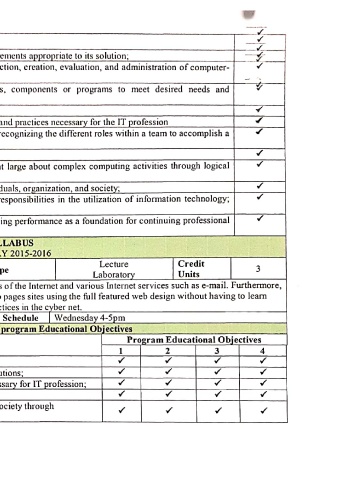 ✓
✓
✓
ements appropriate to its solution; ✓
ction, creation, evaluation, and administration of computer- ✓
s, components or programs to meet desired needs and ✓
✓
and practices necessary for the IT profession ✓
recognizing the different roles within a team to accomplish a ✓
✓
at large about complex computing activities through logical ✓
duals, organization, and society; ✓
esponsibilities in the utilization of information technology; ✓
ing performance as a foundation for continuing professional ✓
LLABUS
Y 2015-2016
pe Lecture Credit 3
Laboratory Units
s of the Internet and various Internet services such as e-mail. Furthermore,
pages sites using the full featured web design without having to learn
ctices in the cyber net.
Schedule Wednesday 4-5pm
program Educational Objectives
Program Educational Objectives
1 2 3 4
✓ ✓ ✓ ✓
utions; ✓ ✓ ✓ ✓
ssary for IT profession; ✓ ✓ ✓ ✓
✓ ✓ ✓ ✓
ociety through ✓ ✓ ✓ ✓